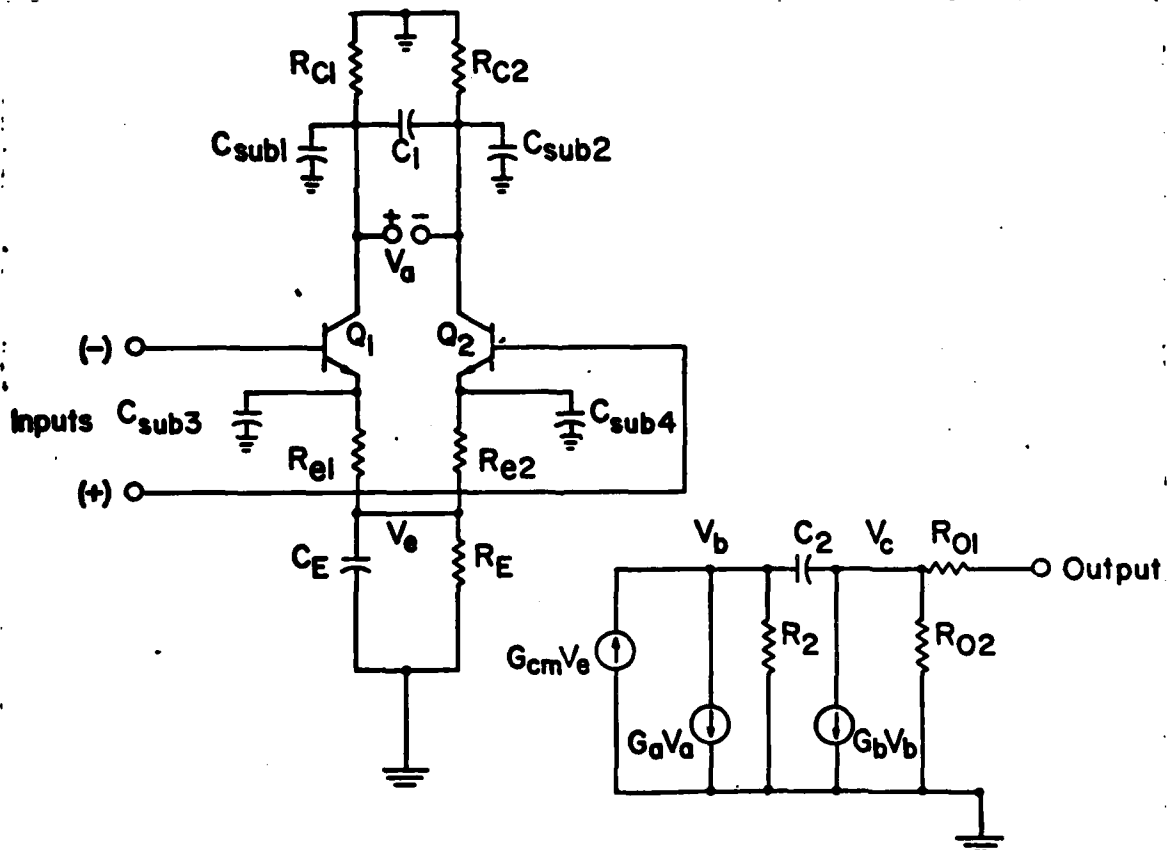 R_C1 R_C2
C_sub1 C_1 C_sub2
+ -
V_a
Q_1 Q_2
(-)
Inputs C_sub3 C_sub4
R_e1 R_e2
(+)
V_e
C_E R_E
V_b C_2 V_c R_O1
Output
R_2 R_O2
G_cmV_e
G_aV_a G_bV_b